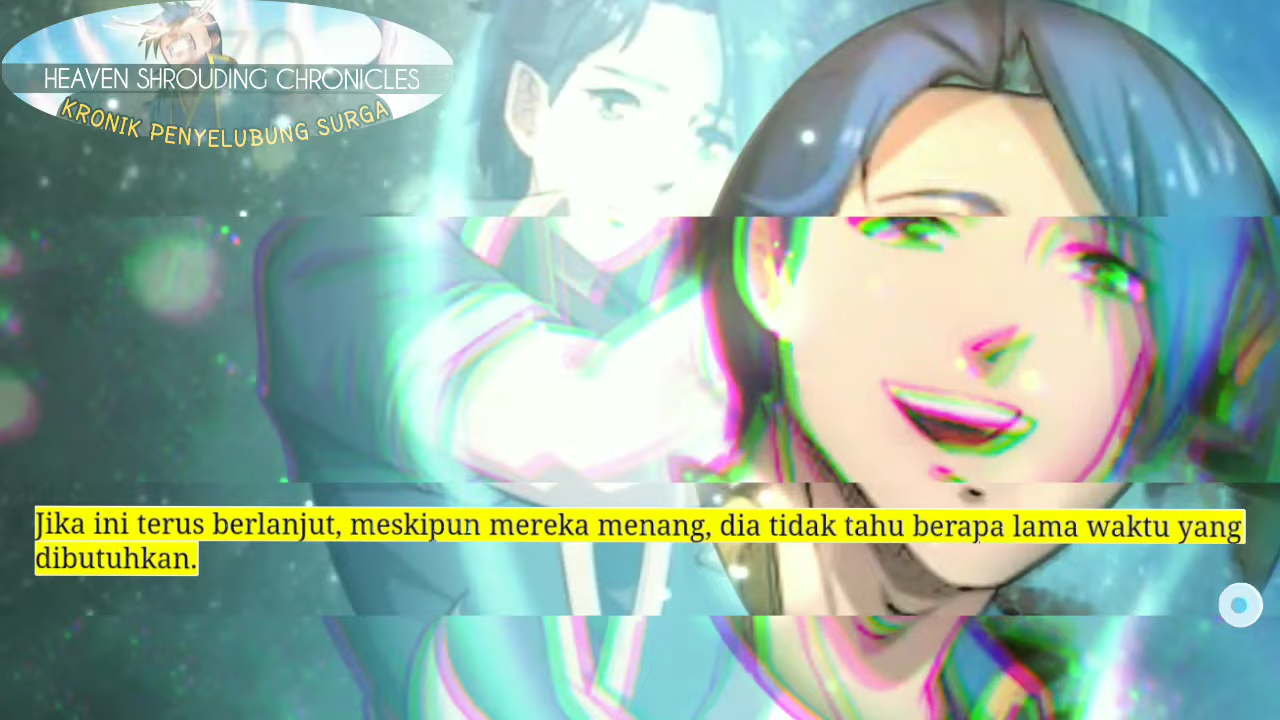 HEAVEN SHROUDING CHRONICLES
KRONIK PENYELUBUNG SURGA
Jika ini terus berlanjut, meskipun mereka menang, dia tidak tahu berapa lama waktu yang
dibutuhkan.